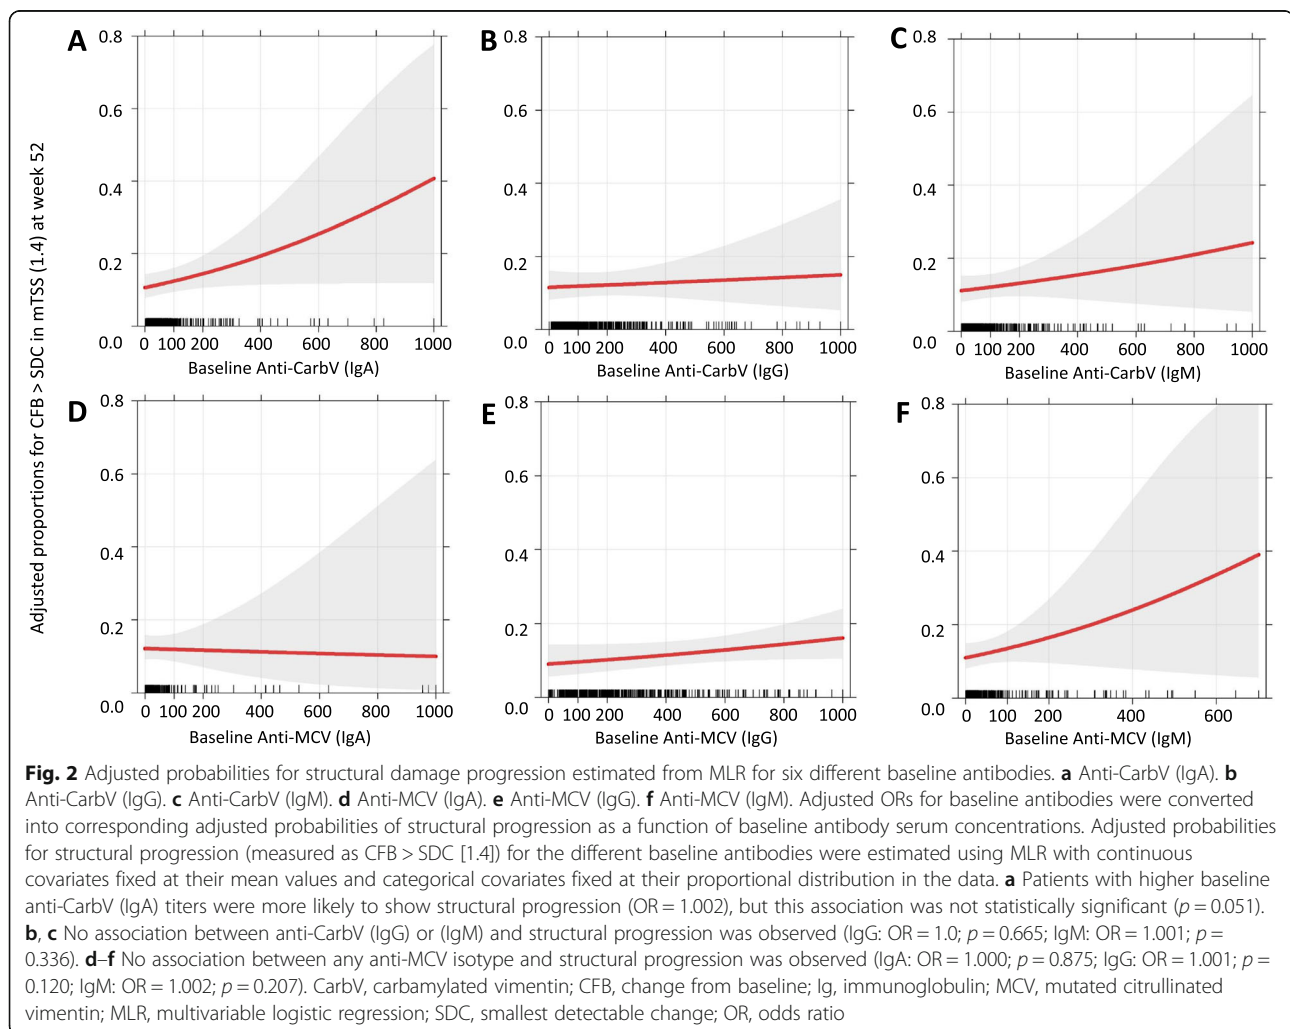 A
B
C
0.8
0.6
0.4
0.2
0.0
0.8
0.6
0.4
0.2
0.0
0.8
0.6
0.4
0.2
0.0
Adjusted proportions for CFB > SDC in mTSS (1.4) at week 52
0 100 200 400 600 800 1000
0 100 200 400 600 800 1000
0 100 200 400 600 800 1000
Baseline Anti-CarbV (IgA)
Baseline Anti-CarbV (IgG)
Baseline Anti-CarbV (IgM)
D
E
F
0.8
0.6
0.4
0.2
0.0
0.8
0.6
0.4
0.2
0.0
0.8
0.6
0.4
0.2
0.0
0 100 200 400 600 800 1000
0 100 200 400 600 800 1000
0 100 200 400 600
Baseline Anti-MCV (IgA)
Baseline Anti-MCV (IgG)
Baseline Anti-MCV (IgM)
Fig. 2 Adjusted probabilities for structural damage progression estimated from MLR for six different baseline antibodies. a Anti-CarbV (IgA). b
Anti-CarbV (IgG). c Anti-CarbV (IgM). d Anti-MCV (IgA). e Anti-MCV (IgG). f Anti-MCV (IgM). Adjusted ORs for baseline antibodies were converted
into corresponding adjusted probabilities of structural progression as a function of baseline antibody serum concentrations. Adjusted probabilities
for structural progression (measured as CFB > SDC [1.4]) for the different baseline antibodies were estimated using MLR with continuous
covariates fixed at their mean values and categorical covariates fixed at their proportional distribution in the data. a Patients with higher baseline
anti-CarbV (IgA) titers were more likely to show structural progression (OR = 1.002), but this association was not statistically significant (p = 0.051).
b, c No association between anti-CarbV (IgG) or (IgM) and structural progression was observed (IgG: OR = 1.0; p = 0.665; IgM: OR = 1.001; p =
0.336). d–f No association between any anti-MCV isotype and structural progression was observed (IgA: OR = 1.000; p = 0.875; IgG: OR = 1.001; p =
0.120; IgM: OR = 1.002; p = 0.207). CarbV, carbamylated vimentin; CFB, change from baseline; Ig, immunoglobulin; MCV, mutated citrullinated
vimentin; MLR, multivariable logistic regression; SDC, smallest detectable change; OR, odds ratio